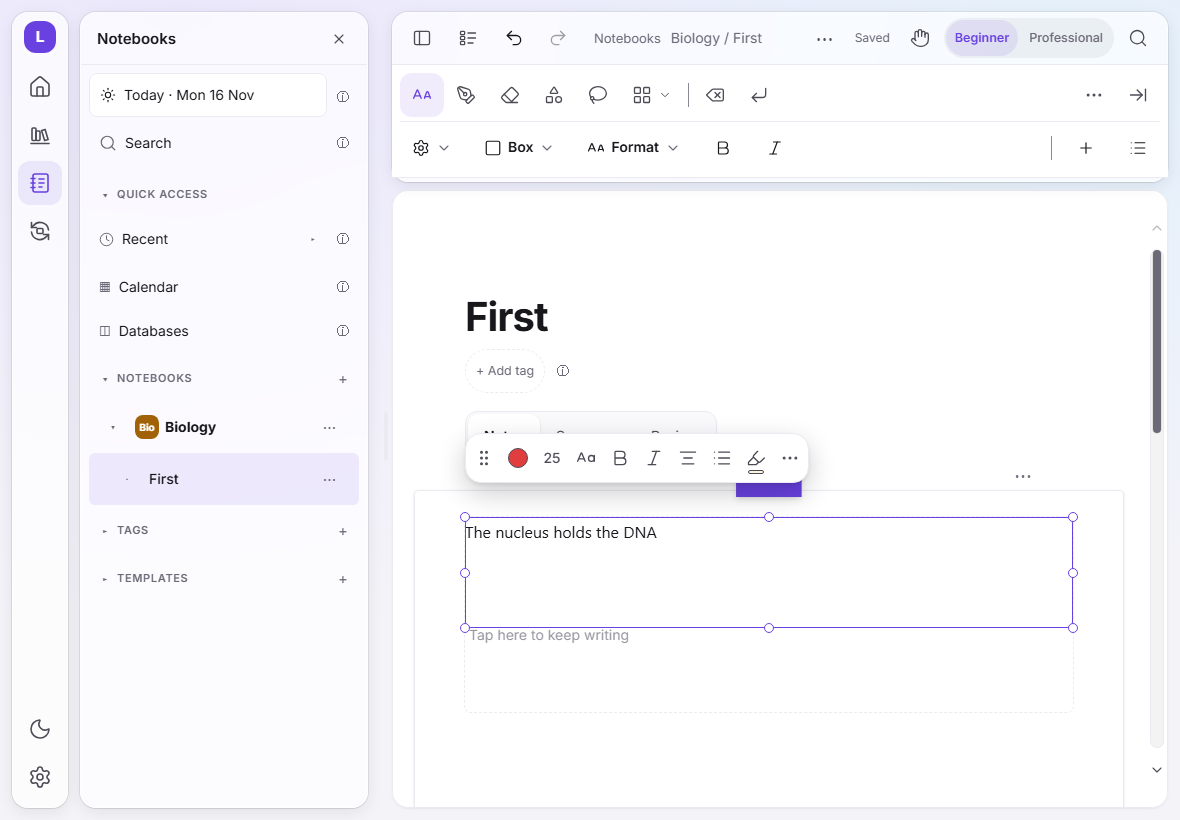 L
Notebooks
Today · Mon 16 Nov
Search
QUICK ACCESS
Recent
Calendar
Databases
NOTEBOOKS
Bio Biology
First
TAGS
TEMPLATES
Notebooks Biology / First
Saved
Beginner Professional
AA
Box
AA Format
B I
First
+ Add tag
25 Aa B I
The nucleus holds the DNA
Tap here to keep writing